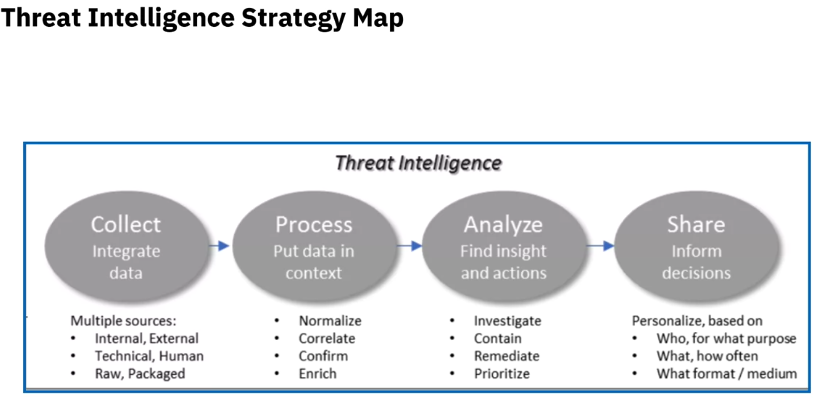 Threat Intelligence Strategy Map
Threat Intelligence
Collect
Integrate
data
Process
Put data in
context
Analyze
Find insight
and actions
Share
Inform
decisions
Multiple sources:
• Internal, External
• Technical, Human
• Raw, Packaged
• Normalize
• Correlate
• Confirm
• Enrich
• Investigate
• Contain
• Remediate
• Prioritize
Personalize, based on
• Who, for what purpose
• What, how often
• What format / medium